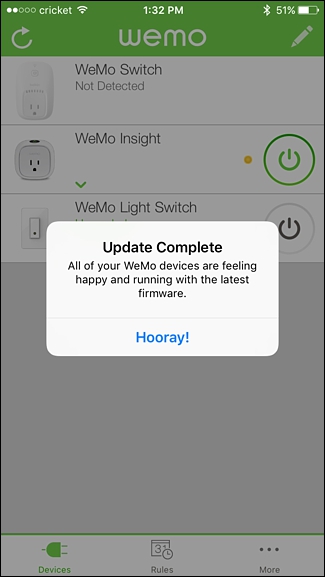 cricket 1:32 PM 51%
wemo
WeMo Switch
Not Detected
WeMo Insight
WeMo Light Switch
Update Complete
All of your WeMo devices are feeling
happy and running with the latest
firmware.
Hooray!
31
Devices Rules More